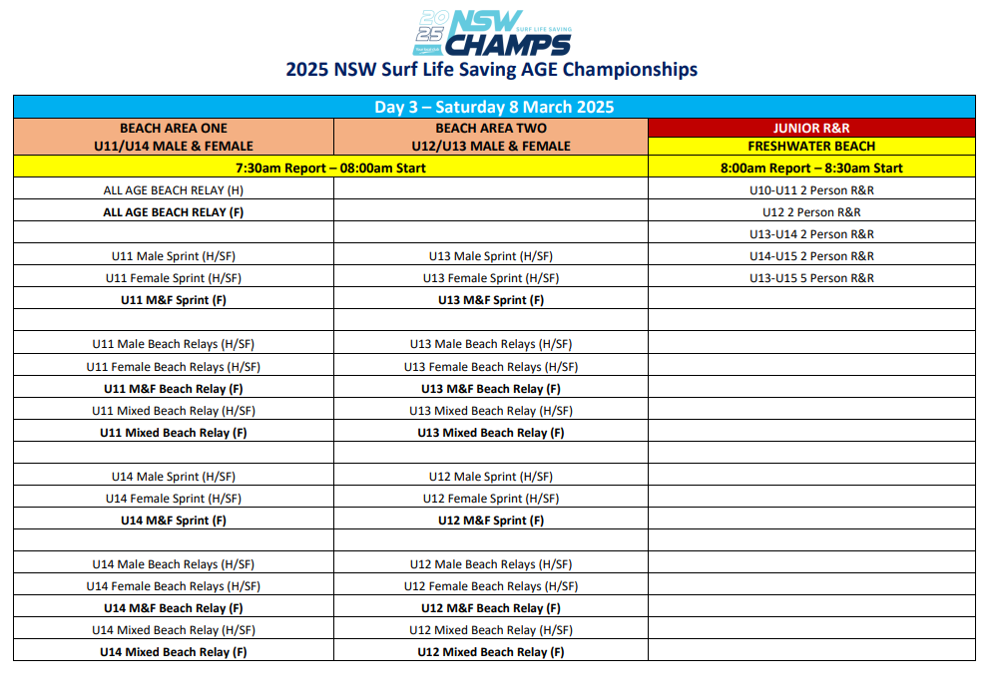 2025 NSW SURF LIFE SAVING
CHAMPS
2025 NSW Surf Life Saving AGE Championships
Day 3 – Saturday 8 March 2025
BEACH AREA ONE BEACH AREA TWO JUNIOR R&R
U11/U14 MALE & FEMALE U12/U13 MALE & FEMALE FRESHWATER BEACH
7:30am Report – 08:00am Start 8:00am Report – 8:30am Start
ALL AGE BEACH RELAY (H) U10-U11 2 Person R&R
ALL AGE BEACH RELAY (F) U12 2 Person R&R
U13-U14 2 Person R&R
U11 Male Sprint (H/SF) U13 Male Sprint (H/SF) U14-U15 2 Person R&R
U11 Female Sprint (H/SF) U13 Female Sprint (H/SF) U13-U15 5 Person R&R
U11 M&F Sprint (F) U13 M&F Sprint (F)
U11 Male Beach Relays (H/SF) U13 Male Beach Relays (H/SF)
U11 Female Beach Relays (H/SF) U13 Female Beach Relays (H/SF)
U11 M&F Beach Relay (F) U13 M&F Beach Relay (F)
U11 Mixed Beach Relay (H/SF) U13 Mixed Beach Relay (H/SF)
U11 Mixed Beach Relay (F) U13 Mixed Beach Relay (F)
U14 Male Sprint (H/SF) U12 Male Sprint (H/SF)
U14 Female Sprint (H/SF) U12 Female Sprint (H/SF)
U14 M&F Sprint (F) U12 M&F Sprint (F)
U14 Male Beach Relays (H/SF) U12 Male Beach Relays (H/SF)
U14 Female Beach Relays (H/SF) U12 Female Beach Relays (H/SF)
U14 M&F Beach Relay (F) U12 M&F Beach Relay (F)
U14 Mixed Beach Relay (H/SF) U12 Mixed Beach Relay (H/SF)
U14 Mixed Beach Relay (F) U12 Mixed Beach Relay (F)